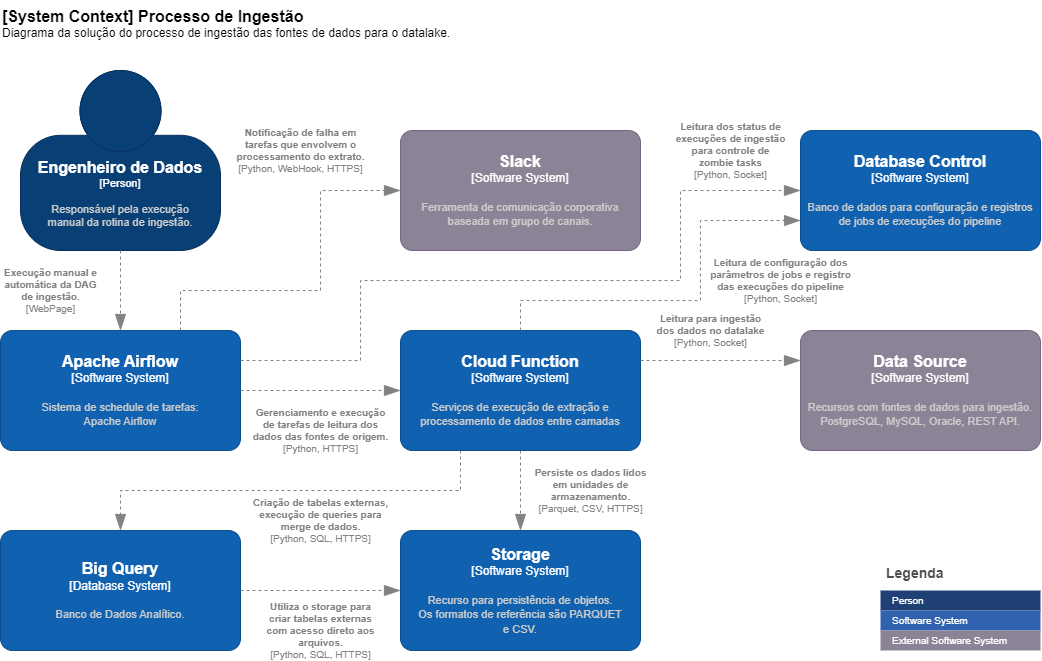 [System Context] Processo de Ingestão
Diagrama da solução do processo de ingestão das fontes de dados para o datalake.
Engenheiro de Dados
[Person]
Responsável pela execução
manual da rotina de ingestão.
Notificação de falha em
tarefas que envolvem o
processamento do extrato.
[Python, WebHook, HTTPS]
Slack
[Software System]
Ferramenta de comunicação corporativa
baseada em grupo de canais.
Leitura dos status de
execuções de ingestão
para controle de
zombie tasks
[Python, Socket]
Database Control
[Software System]
Banco de dados para configuração e registros
de jobs de execuções do pipeline
Execução manual e
automática da DAG
de ingestão.
[WebPage]
Leitura de configuração dos
parâmetros de jobs e registro
das execuções do pipeline
[Python, Socket]
Leitura para ingestão
dos dados no datalake
[Python, Socket]
Apache Airflow
[Software System]
Sistema de schedule de tarefas:
Apache Airflow
Gerenciamento e execução
de tarefas de leitura dos
dados das fontes de origem.
[Python, HTTPS]
Cloud Function
[Software System]
Serviços de execução de extração e
processamento de dados entre camadas
Data Source
[Software System]
Recursos com fontes de dados para ingestão.
PostgreSQL, MySQL, Oracle, REST API.
Criação de tabelas externas,
execução de queries para
merge de dados.
[Python, SQL, HTTPS]
Persiste os dados lidos
em unidades de
armazenamento.
[Parquet, CSV, HTTPS]
Big Query
[Database System]
Banco de Dados Analítico.
Utiliza o storage para
criar tabelas externas
com acesso direto aos
arquivos.
[Python, SQL, HTTPS]
Storage
[Software System]
Recurso para persistência de objetos.
Os formatos de referência são PARQUET
e CSV.
Legenda
Person
Software System
External Software System